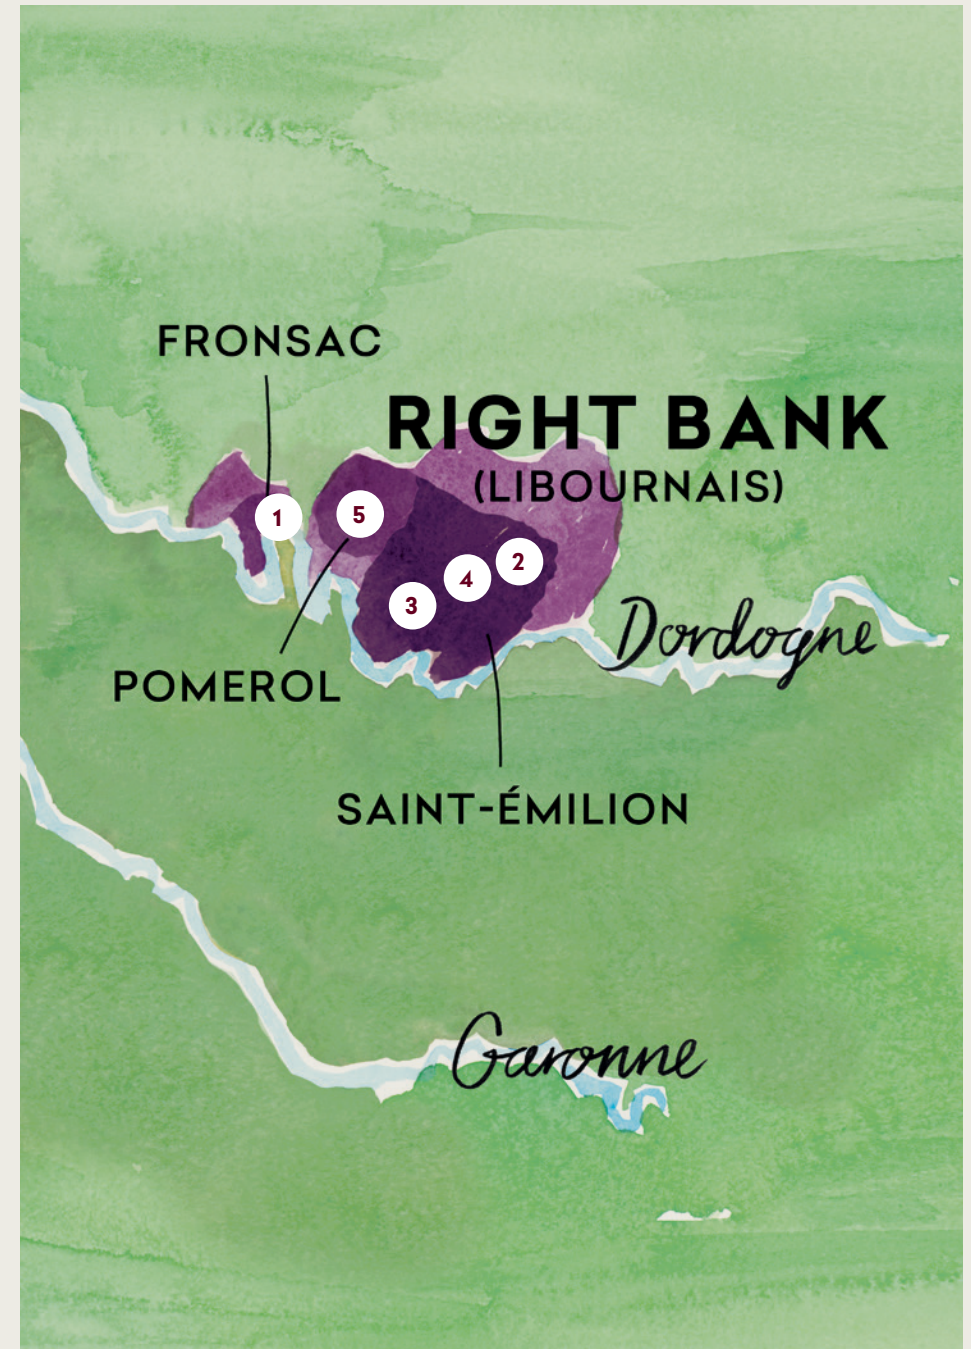 FRONSAC
RIGHT BANK
(LIBOURNAIS)
1
5
2
4
3
Dordogne
POMEROL
SAINT-ÉMILION
Garonne